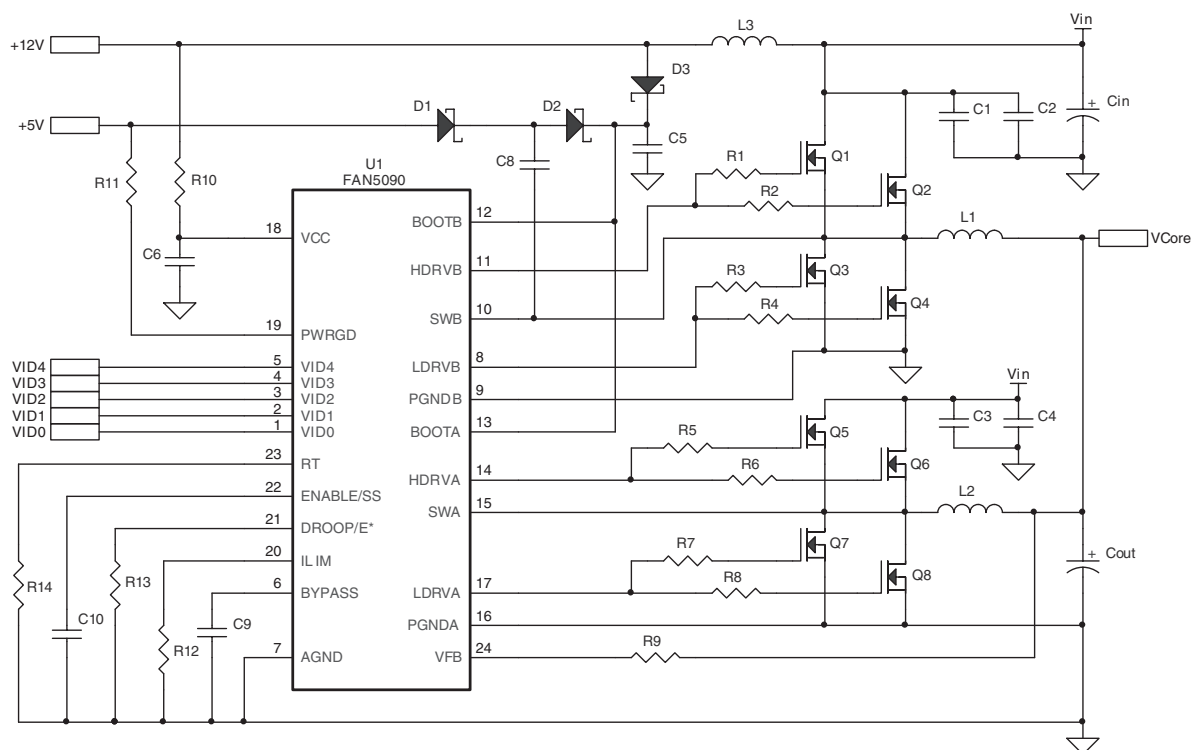 Vin
L3
+12V
D3
D1
D2
C1
C2
Cin
+5V
C5
C8
R11
R10
U1
FAN5090
R1
Q1
R2
Q2
12
BOOTB
18
VCC
L1
VCore
C6
11
HDRVB
R3
Q3
R4
Q4
10
SWB
19
PWRGD
8
LDRVB
VID4
5
VID4
VID3
4
VID3
VID2
3
VID2
VID1
2
VID1
VID0
1
VID0
9
PGNDB
Vin
C3
C4
13
BOOTA
R5
Q5
23
RT
14
HDRVA
R6
Q6
22
ENABLE/SS
15
SWA
L2
21
DROOP/E*
R7
Q7
20
ILIM
Cout
R14
R13
R8
Q8
6
BYPASS
17
LDRVA
C10
C9
16
PGNDA
R12
7
AGND
24
VFB
R9